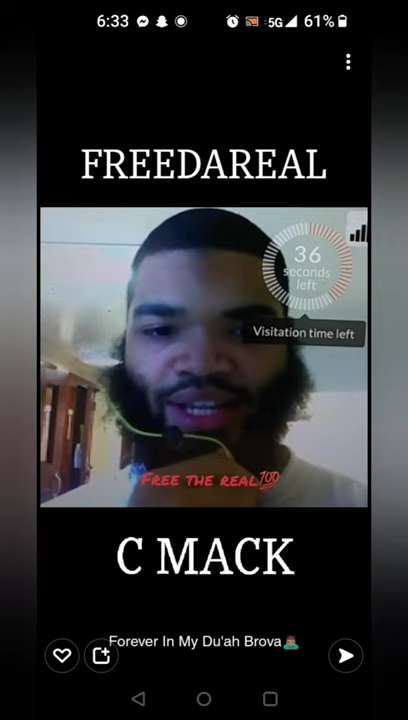 6:33
5G
61%
FREEDAREAL
36
seconds
left
Visitation time left
FREE THE REAL💯
C MACK
Forever In My Du'ah Brova🙇🏽‍♂️